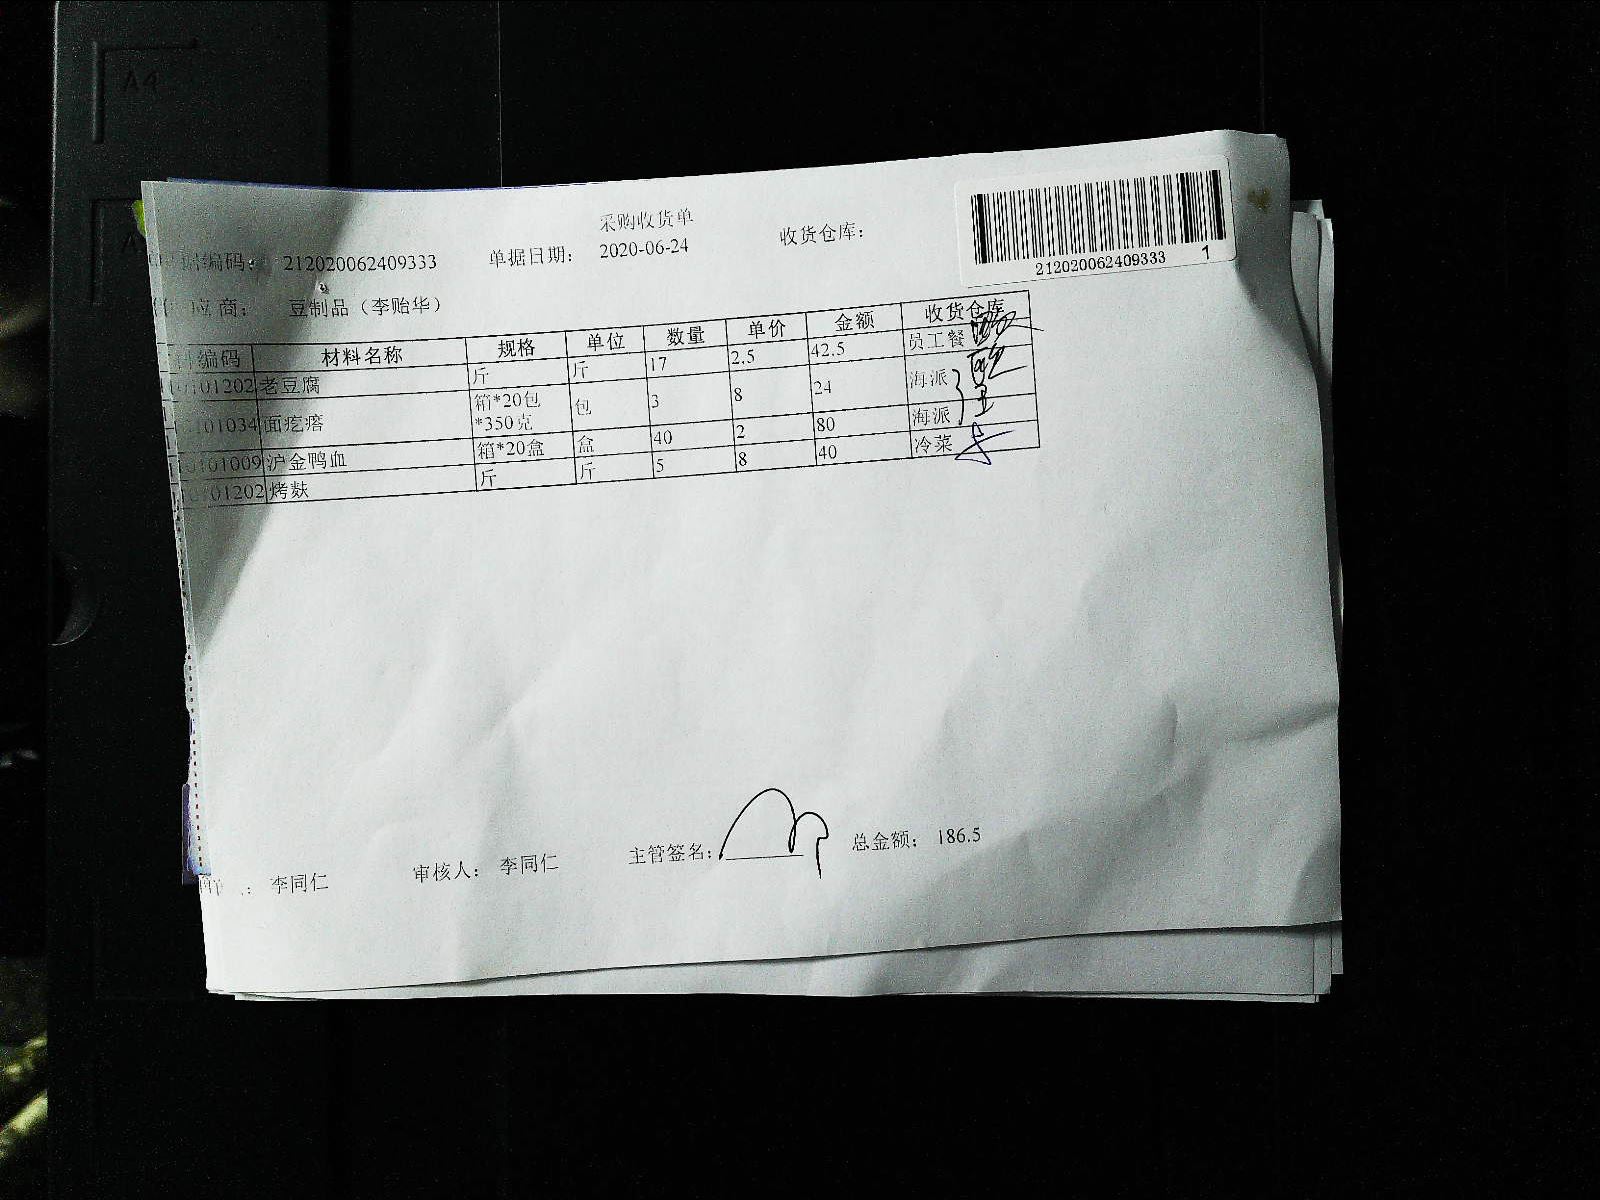 采购收货单
据编码： 212020062409333 单据日期： 2020-06-24 收货仓库：
212020062409333 1
应商： 豆制品（李贻华）
编码 材料名称 规格 单位 数量 单价 金额 收货仓库
101202 老豆腐 斤 斤 17 2.5 42.5 员工餐
101034 面疙瘩 箱*20包 包 3 8 24 海派
*350克
0101009 沪金鸭血 箱*20盒 盒 40 2 80 海派
0101202 烤麸 斤 斤 5 8 40 冷菜
： 李同仁 审核人： 李同仁 主管签名： 总金额： 186.5
A4